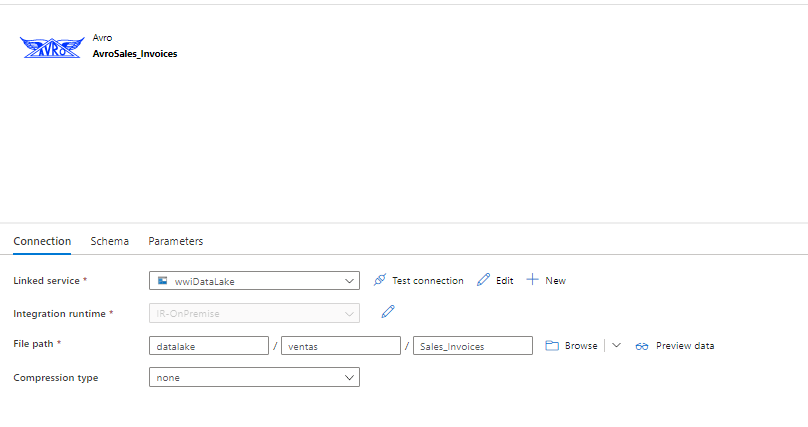 AVRO
Avro
AvroSales_Invoices
Connection Schema Parameters
Linked service * wwiDataLake Test connection Edit New
Integration runtime * IR-OnPremise
File path * datalake / ventas / Sales_Invoices Browse Preview data
Compression type none